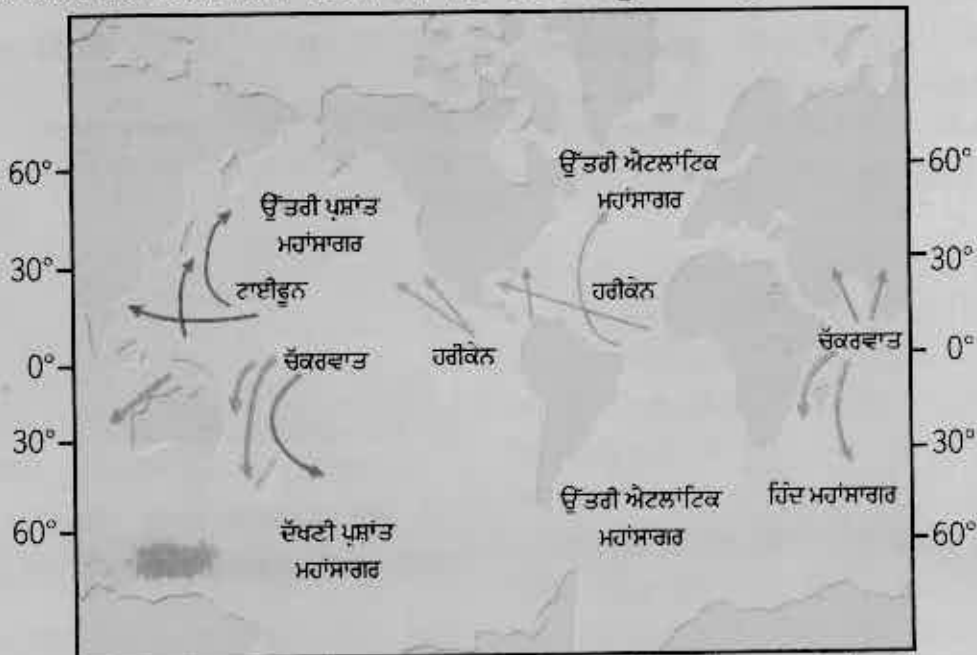 60°
60°
ਉੱਤਰੀ ਐਟਲਾਂਟਿਕ
ਮਹਾਂਸਾਗਰ
ਉੱਤਰੀ ਪ੍ਰਸ਼ਾਂਤ
ਮਹਾਂਸਾਗਰ
30°
30°
ਟਾਈਫੂਨ
ਹਰੀਕੇਨ
ਚੱਕਰਵਾਤ
0°
0°
ਚੱਕਰਵਾਤ
ਹਰੀਕੇਨ
30°
30°
ਉੱਤਰੀ ਐਟਲਾਂਟਿਕ
ਮਹਾਂਸਾਗਰ
ਹਿੰਦ ਮਹਾਂਸਾਗਰ
60°
60°
ਦੱਖਣੀ ਪ੍ਰਸ਼ਾਂਤ
ਮਹਾਂਸਾਗਰ